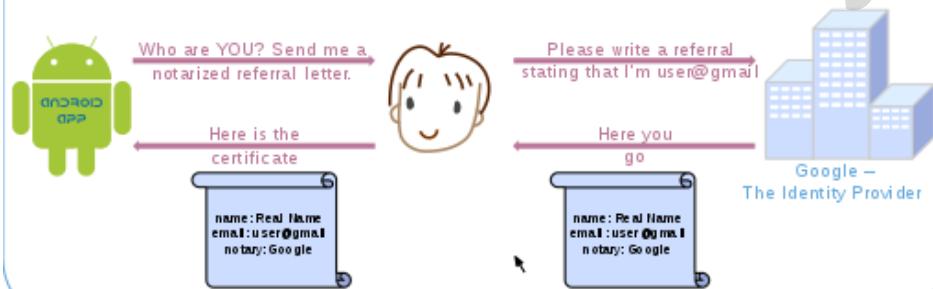 Who are YOU? Send me a
notarized referral letter.
Please write a referral
stating that I'm user@gmail
ANDROID
APP
Here is the
certificate
Here you
go
Google –
The Identity Provider
name: Real Name
email: user@gmail
notary: Google
name: Real Name
email: user@gmail
notary: Google